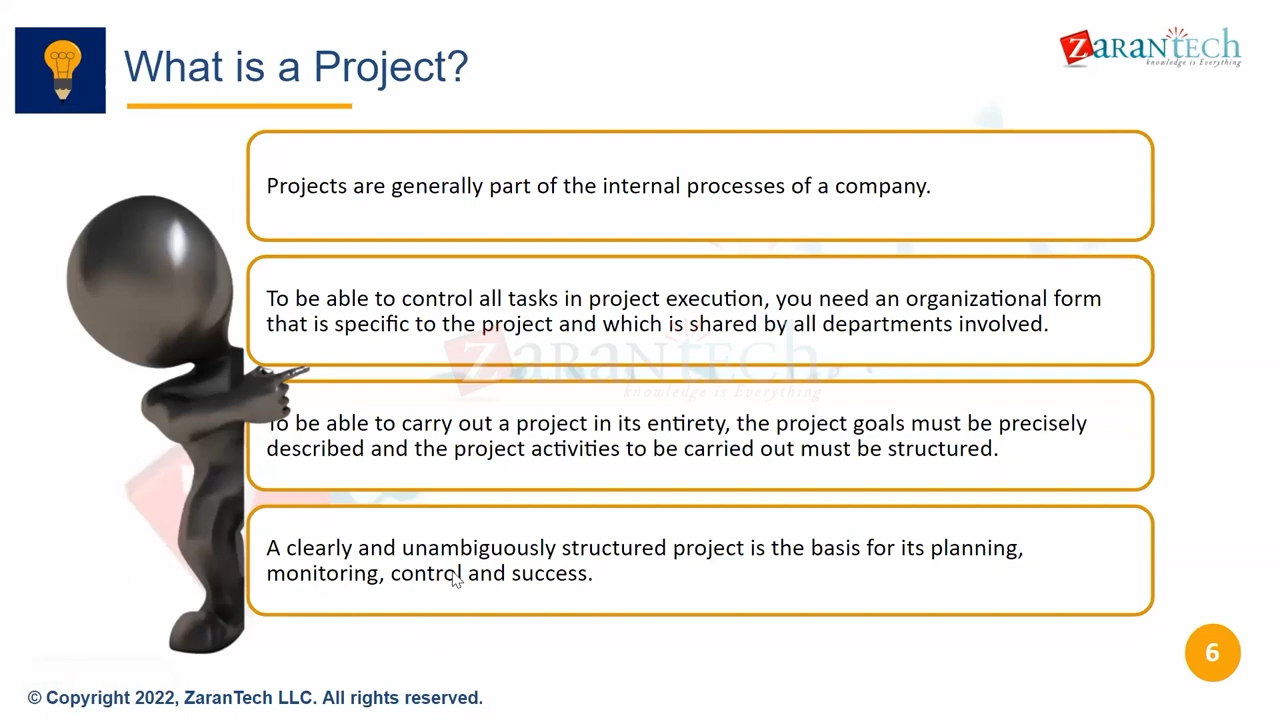 What is a Project?
ZARANTECH
knowledge is Everything
Projects are generally part of the internal processes of a company.
To be able to control all tasks in project execution, you need an organizational form
that is specific to the project and which is shared by all departments involved.
ZARANTECH
knowledge is Everything
To be able to carry out a project in its entirety, the project goals must be precisely
described and the project activities to be carried out must be structured.
A clearly and unambiguously structured project is the basis for its planning,
monitoring, control and success.
6
© Copyright 2022, ZaranTech LLC. All rights reserved.